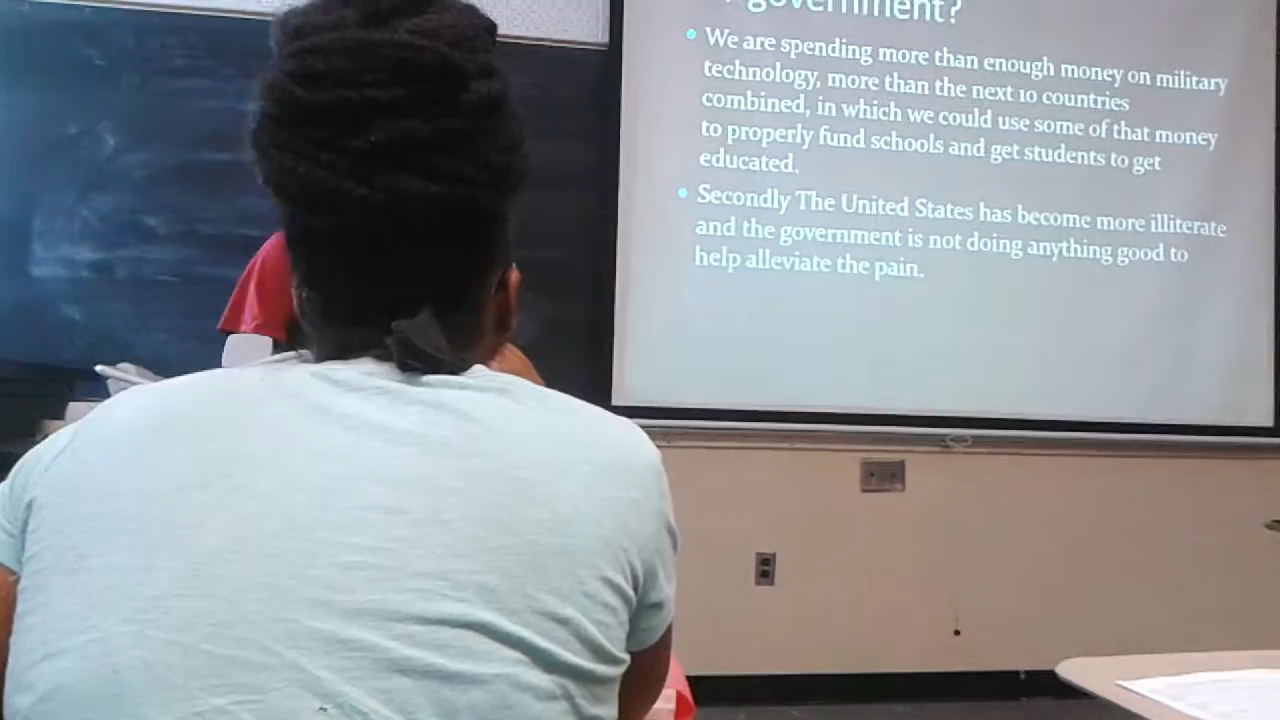 government?
We are spending more than enough money on military
technology, more than the next 10 countries
combined, in which we could use some of that money
to properly fund schools and get students to get
educated.
Secondly The United States has become more illiterate
and the government is not doing anything good to
help alleviate the pain.